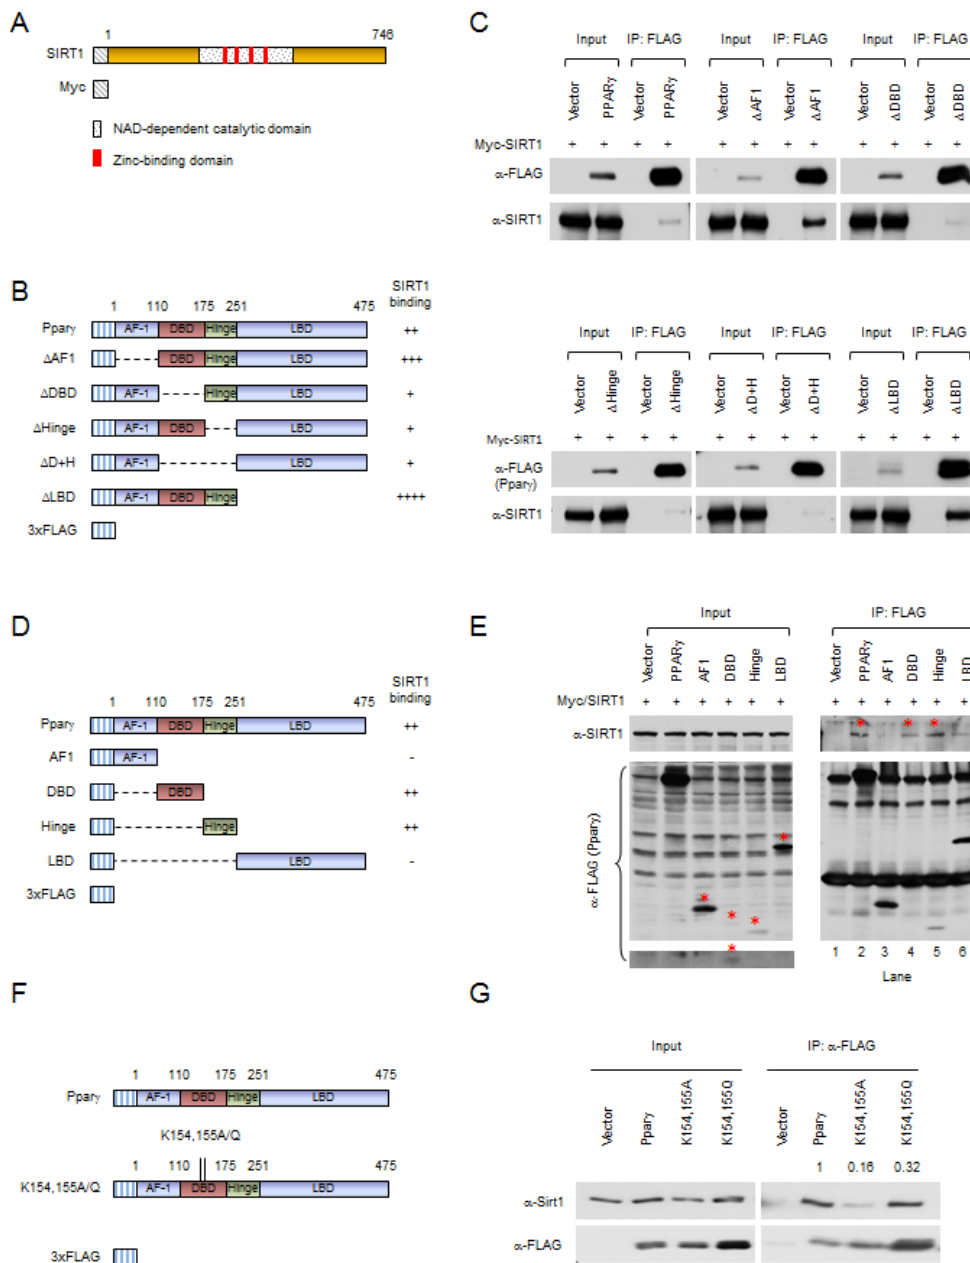 A
1 746
SIRT1
Myc
NAD-dependent catalytic domain
Zinc-binding domain
B
SIRT1 binding
1 110 175 251 475
Pparγ AF-1 DBD Hinge LBD ++
ΔAF1 DBD Hinge LBD +++
ΔDBD AF-1 Hinge LBD +
ΔHinge AF-1 DBD LBD +
ΔD+H AF-1 LBD +
ΔLBD AF-1 DBD Hinge ++++
3xFLAG
C
Input IP: FLAG Input IP: FLAG Input IP: FLAG
Vector PPARγ Vector PPARγ Vector ΔAF1 Vector ΔAF1 Vector ΔDBD Vector ΔDBD
Myc-SIRT1 + + + + + + + + + + + +
α-FLAG
α-SIRT1
Input IP: FLAG Input IP: FLAG Input IP: FLAG
Vector ΔHinge Vector ΔHinge Vector ΔD+H Vector ΔD+H Vector ΔLBD Vector ΔLBD
Myc-SIRT1 + + + + + + + + + + + +
α-FLAG
(Pparγ)
α-SIRT1
D
SIRT1 binding
1 110 175 251 475
Pparγ AF-1 DBD Hinge LBD ++
AF1 AF-1 -
DBD DBD ++
Hinge Hinge ++
LBD LBD -
3xFLAG
E
Input IP: FLAG
Vector PPARγ AF1 DBD Hinge LBD Vector PPARγ AF1 DBD Hinge LBD
Myc/SIRT1 + + + + + + + + + + + +
α-SIRT1 * * *
α-FLAG (Pparγ)
*
*
* *
*
1 2 3 4 5 6
Lane
F
1 110 175 251 475
Pparγ AF-1 DBD Hinge LBD
K154,155A/Q
1 110 175 251 475
K154,155A/Q AF-1 DBD Hinge LBD
3xFLAG
G
Input IP: α-FLAG
Vector Pparγ K154,155A K154,155Q Vector Pparγ K154,155A K154,155Q
1 0.16 0.32
α-Sirt1
α-FLAG